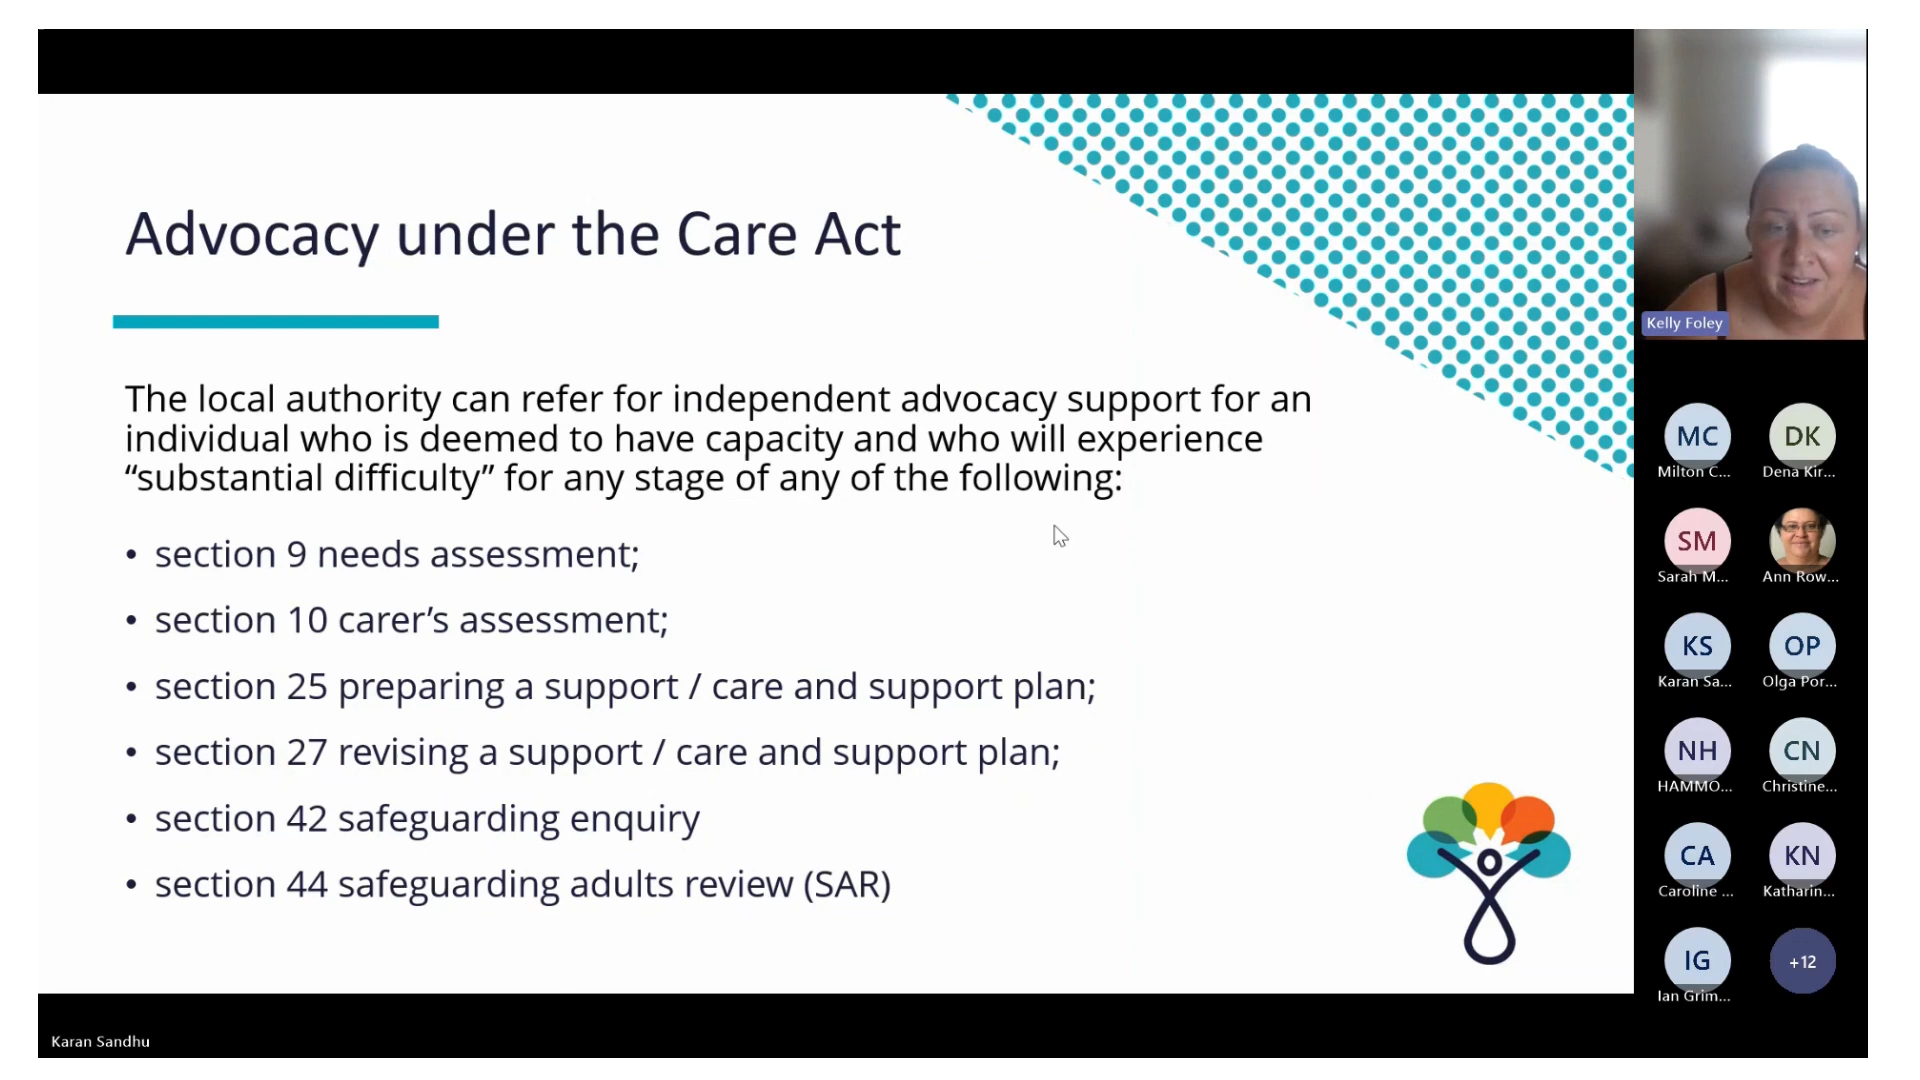 Advocacy under the Care Act
The local authority can refer for independent advocacy support for an
individual who is deemed to have capacity and who will experience
“substantial difficulty” for any stage of any of the following:
• section 9 needs assessment;
• section 10 carer’s assessment;
• section 25 preparing a support / care and support plan;
• section 27 revising a support / care and support plan;
• section 42 safeguarding enquiry
• section 44 safeguarding adults review (SAR)
Karan Sandhu
Kelly Foley
MC
DK
Milton C...
Dena Kir...
SM
Sarah M...
Ann Row...
KS
OP
Karan Sa...
Olga Por...
NH
CN
HAMMO...
Christine...
CA
KN
Caroline ...
Katharin...
IG
+12
Ian Grim...